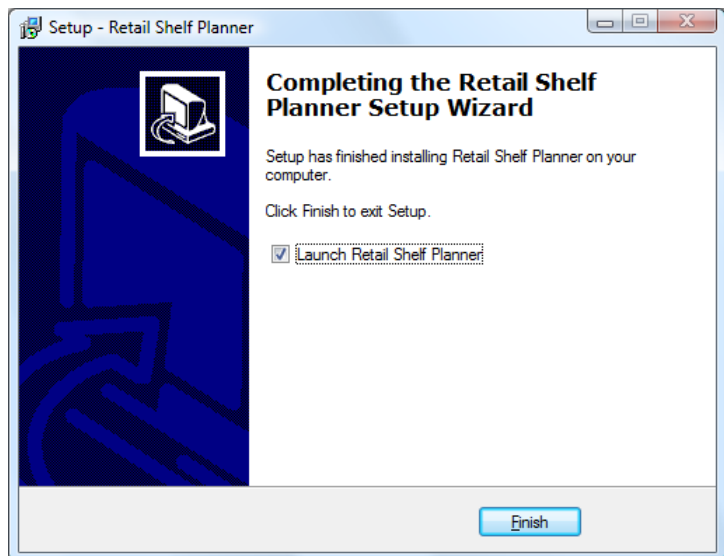 Setup - Retail Shelf Planner
Completing the Retail Shelf
Planner Setup Wizard
Setup has finished installing Retail Shelf Planner on your
computer.
Click Finish to exit Setup.
Launch Retail Shelf Planner
Finish